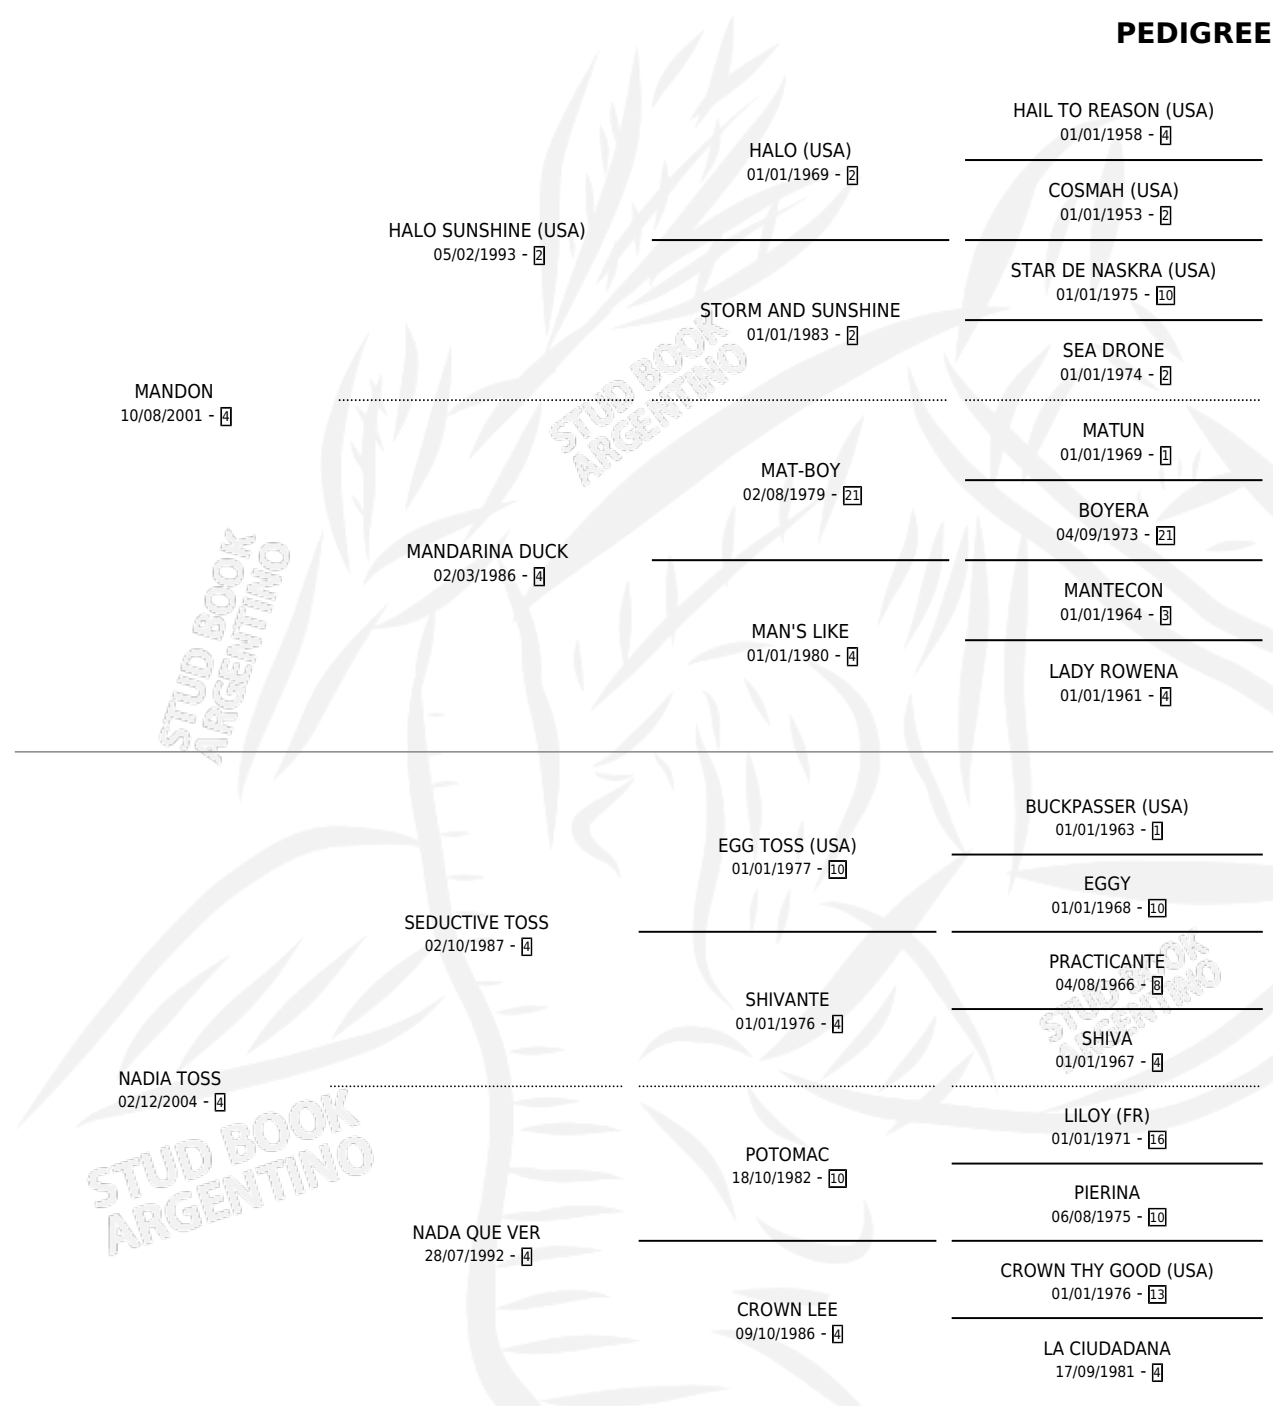 PEDIGREE
HAIL TO REASON (USA)
01/01/1958 - 4
HALO (USA)
01/01/1969 - 2
COSMAH (USA)
01/01/1953 - 2
HALO SUNSHINE (USA)
05/02/1993 - 2
STAR DE NASKRA (USA)
01/01/1975 - 10
STORM AND SUNSHINE
01/01/1983 - 2
SEA DRONE
01/01/1974 - 2
MANDON
10/08/2001 - 4
STUD BOOK
ARGENTINO
MATUN
01/01/1969 - 1
MAT-BOY
02/08/1979 - 21
BOYERA
04/09/1973 - 21
MANDARINA DUCK
02/03/1986 - 4
MANTECON
01/01/1964 - 3
MAN'S LIKE
01/01/1980 - 4
LADY ROWENA
01/01/1961 - 4
STUD BOOK
ARGENTINO
BUCKPASSER (USA)
01/01/1963 - 1
EGG TOSS (USA)
01/01/1977 - 10
EGGY
01/01/1968 - 10
SEDUCTIVE TOSS
02/10/1987 - 4
PRACTICANTE
04/08/1966 - 8
SHIVANTE
01/01/1976 - 4
SHIVA
01/01/1967 - 4
STUD BOOK
ARGENTINO
NADIA TOSS
02/12/2004 - 4
LILOY (FR)
01/01/1971 - 16
POTOMAC
18/10/1982 - 10
PIERINA
06/08/1975 - 10
STUD BOOK
ARGENTINO
NADA QUE VER
28/07/1992 - 4
CROWN THY GOOD (USA)
01/01/1976 - 13
CROWN LEE
09/10/1986 - 4
LA CIUDADANA
17/09/1981 - 4